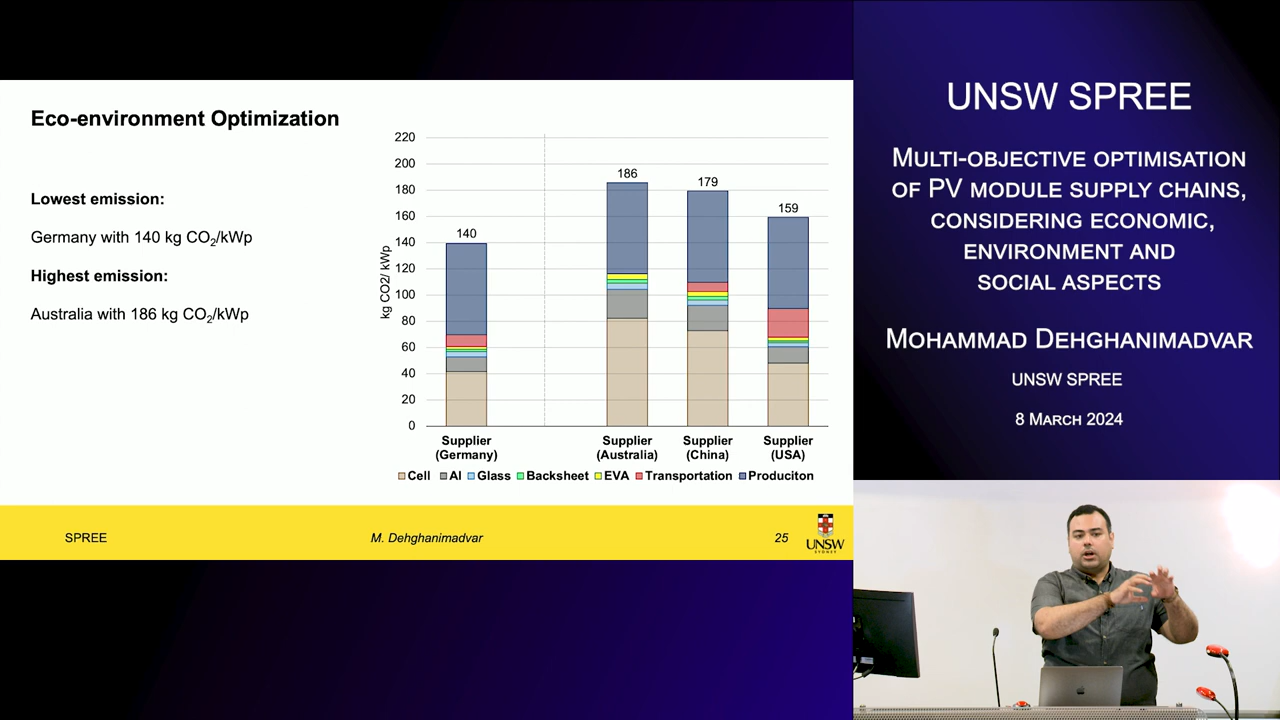 Eco-environment Optimization
Lowest emission:
Germany with 140 kg CO2/kWp
Highest emission:
Australia with 186 kg CO2/kWp
kg CO2/ kWp
220
200
180
160
140
120
100
80
60
40
20
0
140
186
179
159
Supplier
(Germany)
Supplier
(Australia)
Supplier
(China)
Supplier
(USA)
Cell Al Glass Backsheet EVA Transportation Produciton
SPREE M. Dehghanimadvar 25
UNSW
SYDNEY
UNSW SPREE
MULTI-OBJECTIVE OPTIMISATION
OF PV MODULE SUPPLY CHAINS,
CONSIDERING ECONOMIC,
ENVIRONMENT AND
SOCIAL ASPECTS
MOHAMMAD DEHGHANIMADVAR
UNSW SPREE
8 MARCH 2024